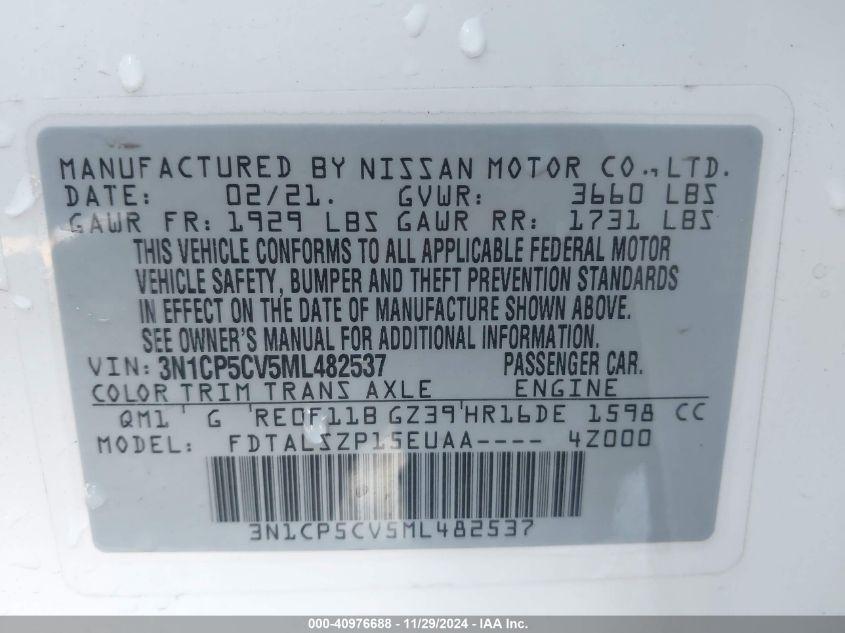 MANUFACTURED BY NISSAN MOTOR CO.,LTD.
DATE: 02/21. GVWR: 3660 LBS
GAWR FR: 1929 LBS GAWR RR: 1731 LBS
THIS VEHICLE CONFORMS TO ALL APPLICABLE FEDERAL MOTOR
VEHICLE SAFETY, BUMPER AND THEFT PREVENTION STANDARDS
IN EFFECT ON THE DATE OF MANUFACTURE SHOWN ABOVE.
SEE OWNER'S MANUAL FOR ADDITIONAL INFORMATION.
VIN: 3N1CP5CV5ML482537 PASSENGER CAR.
COLOR TRIM TRANS AXLE ENGINE
QM1 G RE0F11B GZ39 HR16DE 1598 CC
MODEL: FDTALSZP15EUAA---- 4Z000
3N1CP5CV5ML482537
000-40976688 - 11/29/2024 - IAA Inc.